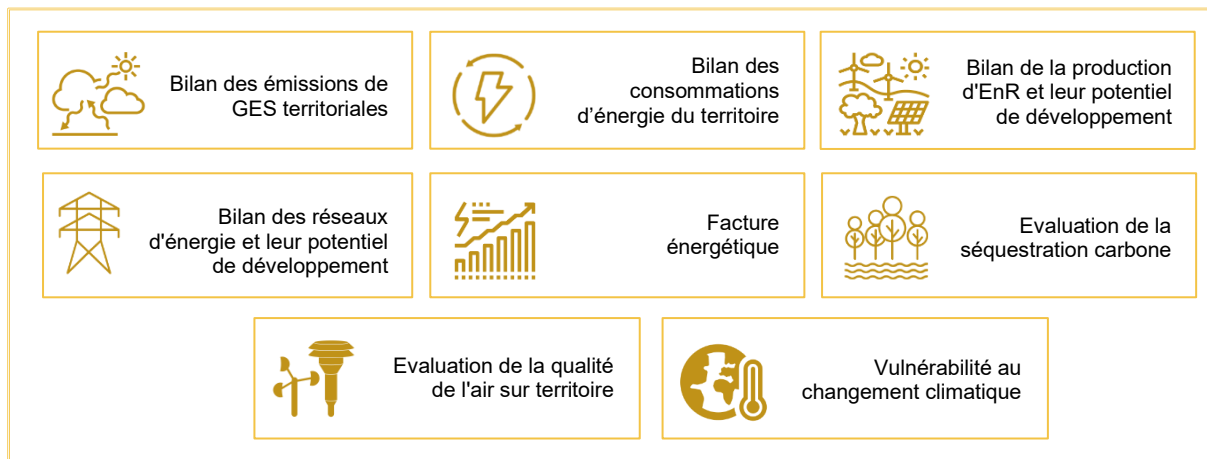 Bilan des émissions de
GES territoriales
Bilan des
consommations
d’énergie du territoire
Bilan de la production
d'EnR et leur potentiel
de développement
Bilan des réseaux
d'énergie et leur potentiel
de développement
Facture
énergétique
Evaluation de la
séquestration carbone
Evaluation de la qualité
de l'air sur territoire
Vulnérabilité au
changement climatique